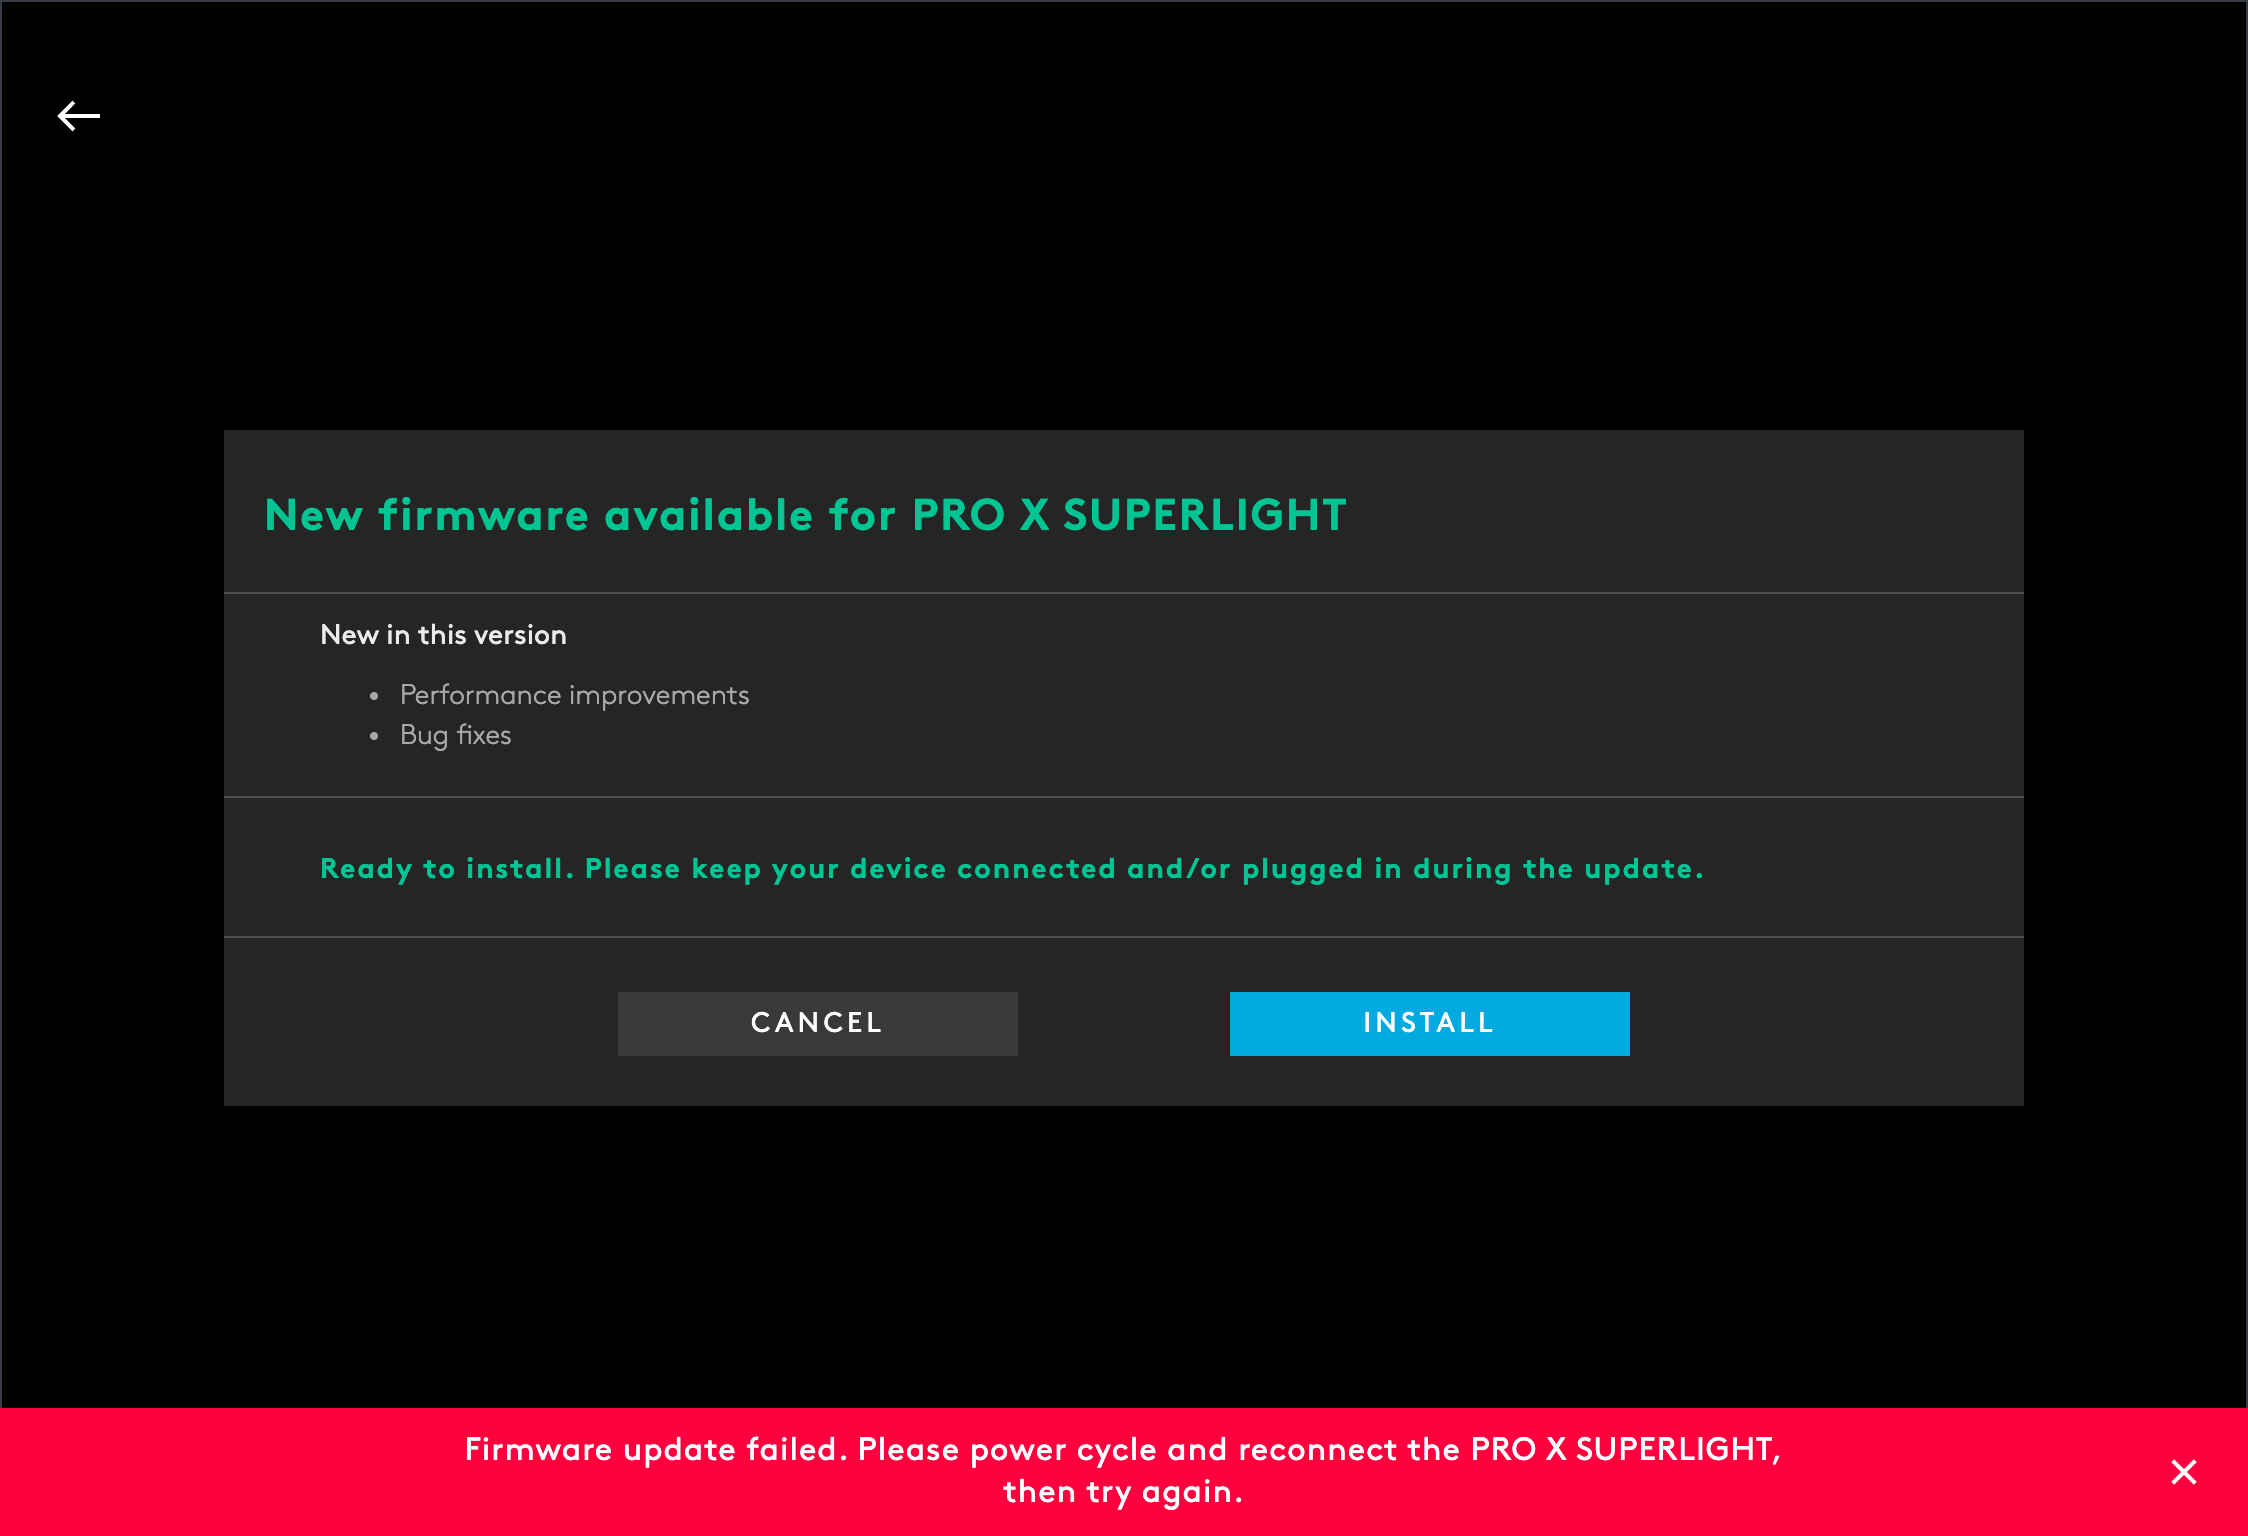 New firmware available for PRO X SUPERLIGHT
New in this version
• Performance improvements
• Bug fixes
Ready to install. Please keep your device connected and/or plugged in during the update.
CANCEL
INSTALL
Firmware update failed. Please power cycle and reconnect the PRO X SUPERLIGHT,
then try again.